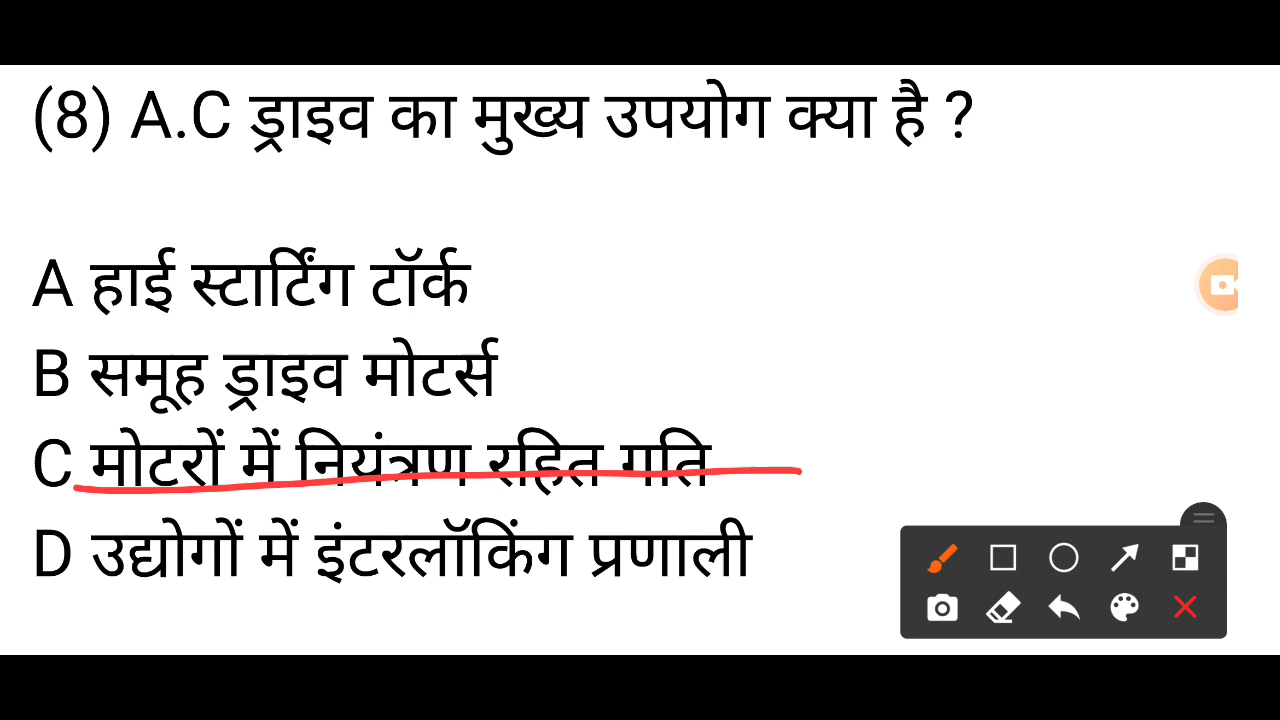 (8) A.C ड्राइव का मुख्य उपयोग क्या है ?
A हाई स्टार्टिंग टॉर्क
B समूह ड्राइव मोटर्स
C मोटरों में नियंत्रण रहित गति
D उद्योगों में इंटरलॉकिंग प्रणाली